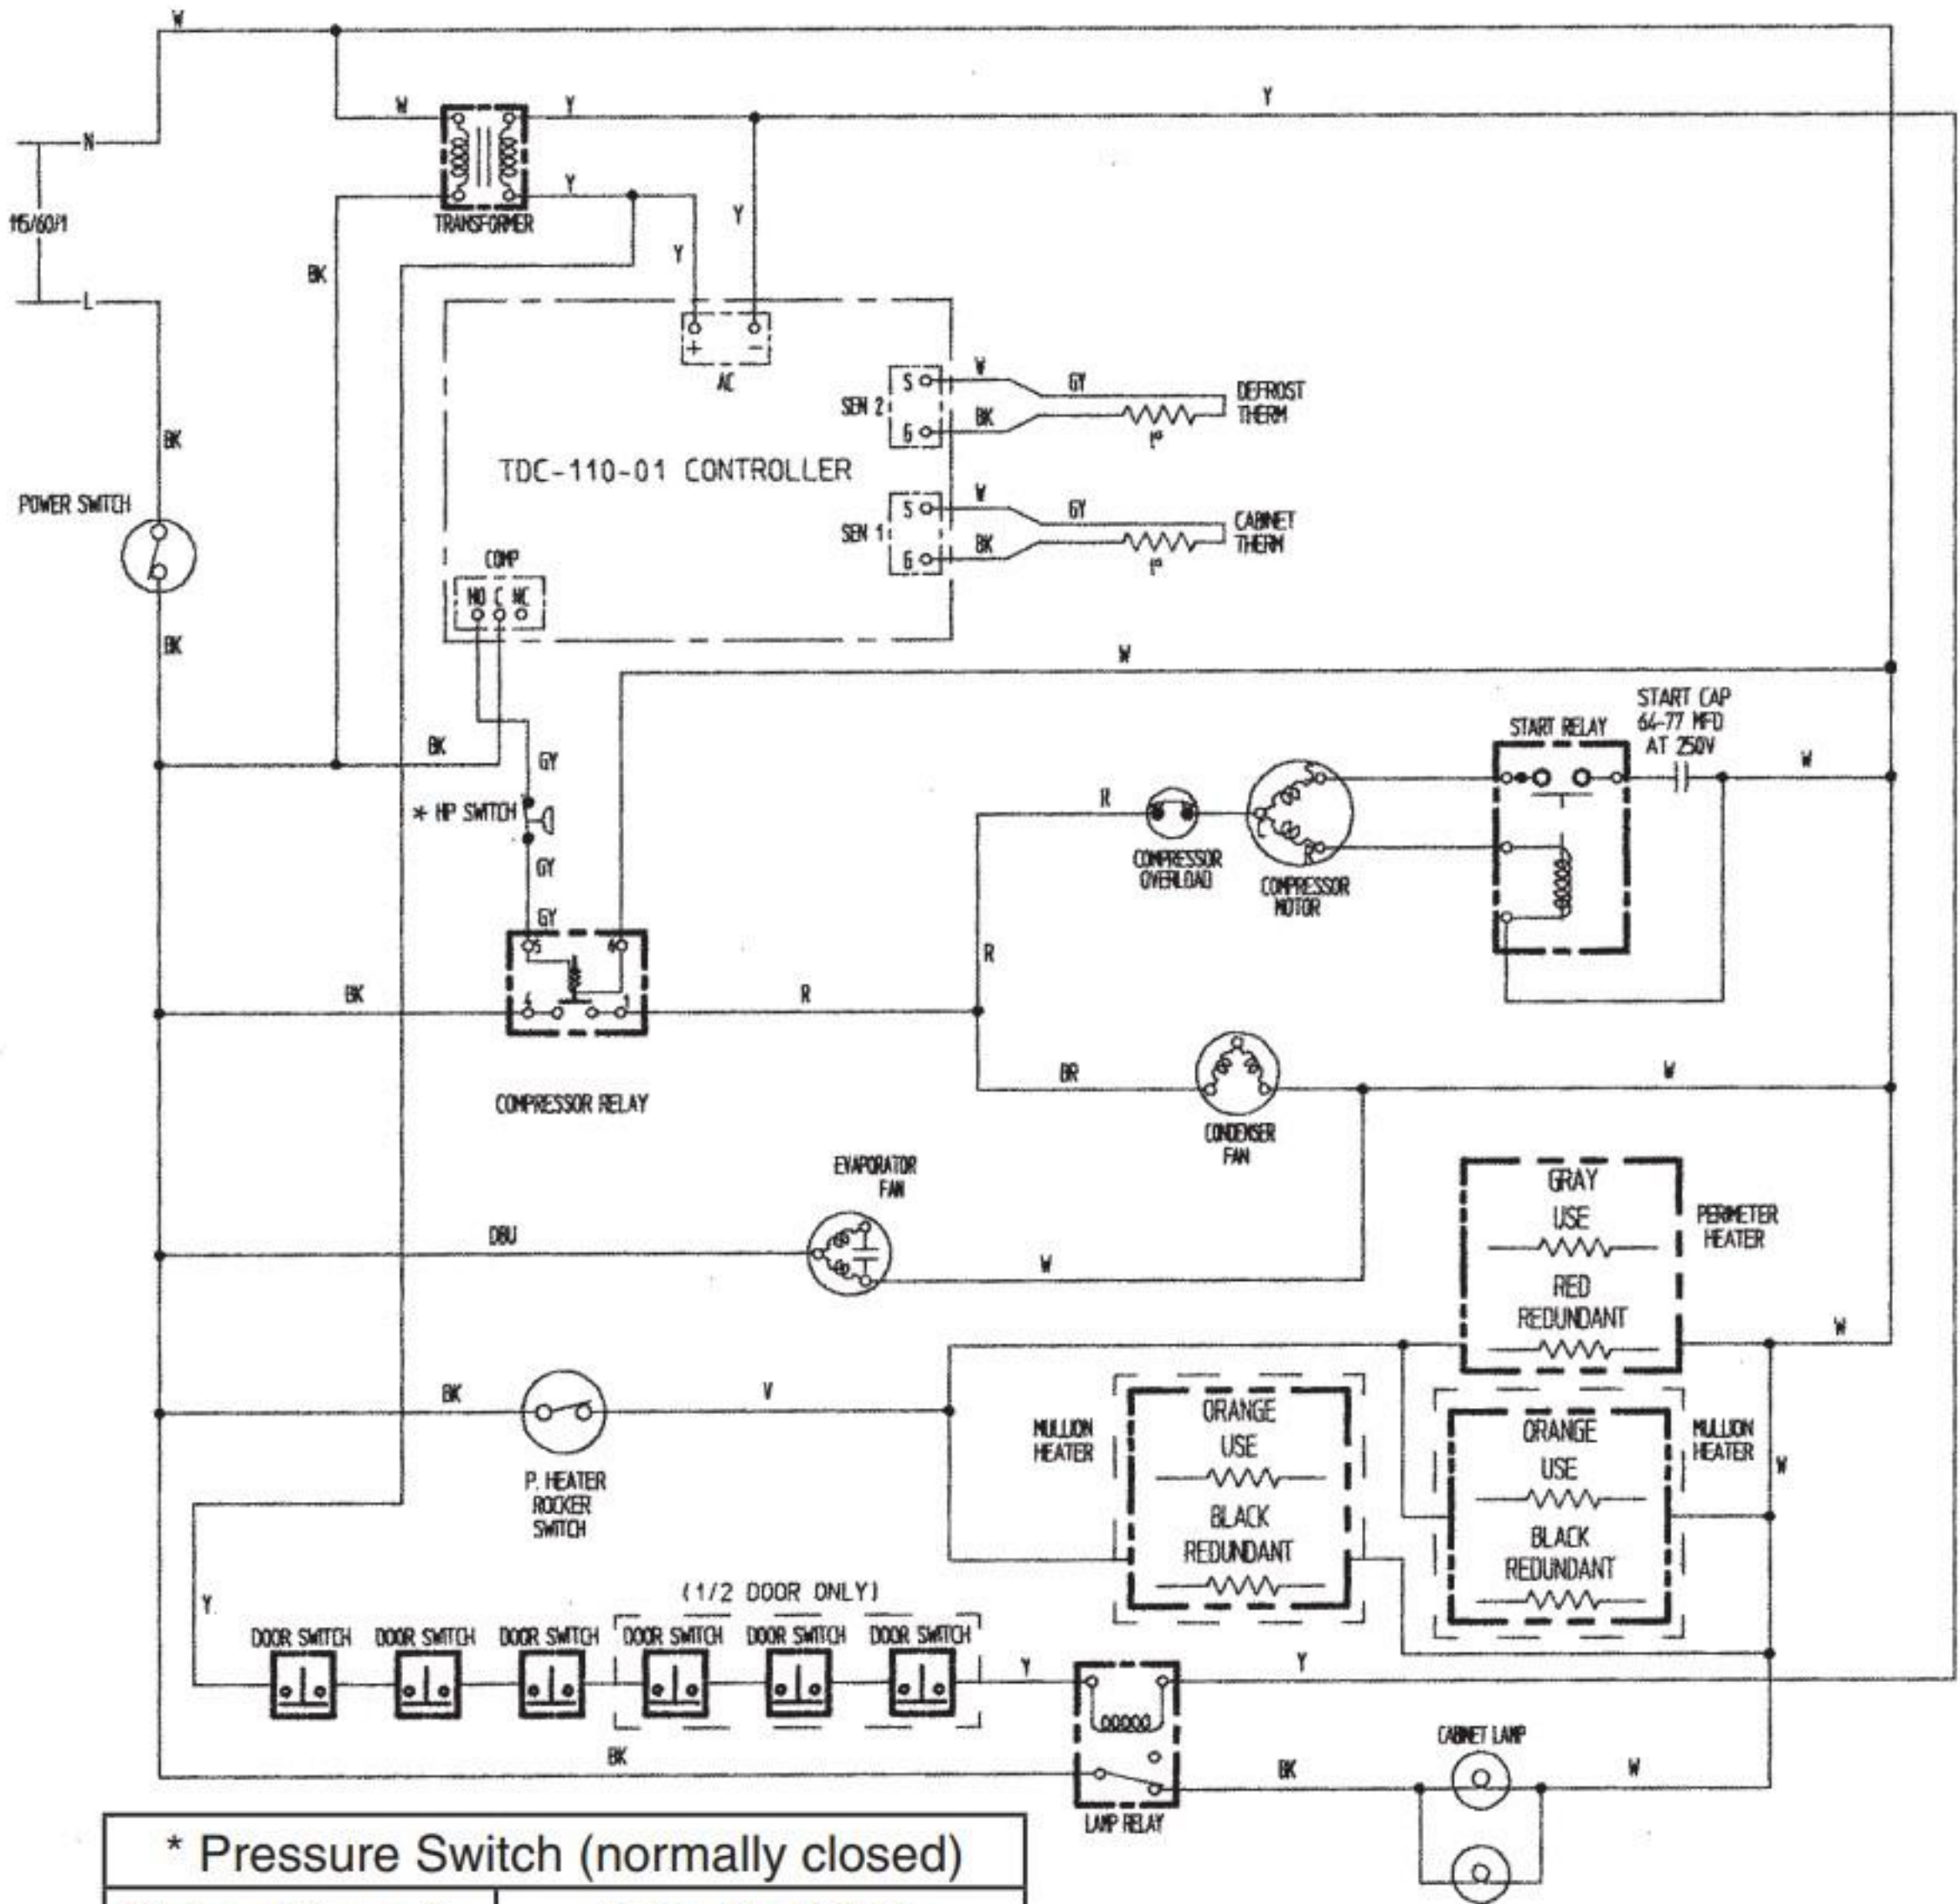 W
W
Y
Y
N
115/60/1
Y
TRANSFORMER
Y
Y
BK
L
+
-
AC
W
GY
DEFROST
THERM
S
SEN 2
G
BK
t°
BK
TDC-110-01 CONTROLLER
POWER SWITCH
W
GY
CABINET
THERM
S
SEN 1
G
BK
t°
COMP
NO C NC
BK
W
START CAP
64-77 MFD
AT 250V
START RELAY
BK
GY
W
* HP SWITCH
R
S
C
R
COMPRESSOR
OVERLOAD
COMPRESSOR
MOTOR
GY
GY
5
6
R
4
BK
R
COMPRESSOR RELAY
BR
W
CONDENSER
FAN
EVAPORATOR
FAN
GRAY
USE
PERIMETER
HEATER
DBU
W
RED
REDUNDANT
W
BK
V
MULLION
HEATER
ORANGE
USE
BLACK
REDUNDANT
ORANGE
USE
BLACK
REDUNDANT
MULLION
HEATER
W
P. HEATER
ROCKER
SWITCH
(1/2 DOOR ONLY)
Y
DOOR SWITCH DOOR SWITCH DOOR SWITCH DOOR SWITCH DOOR SWITCH DOOR SWITCH
Y
Y
BK
CABINET LAMP
BK
W
LAMP RELAY
* Pressure Switch (normally closed)